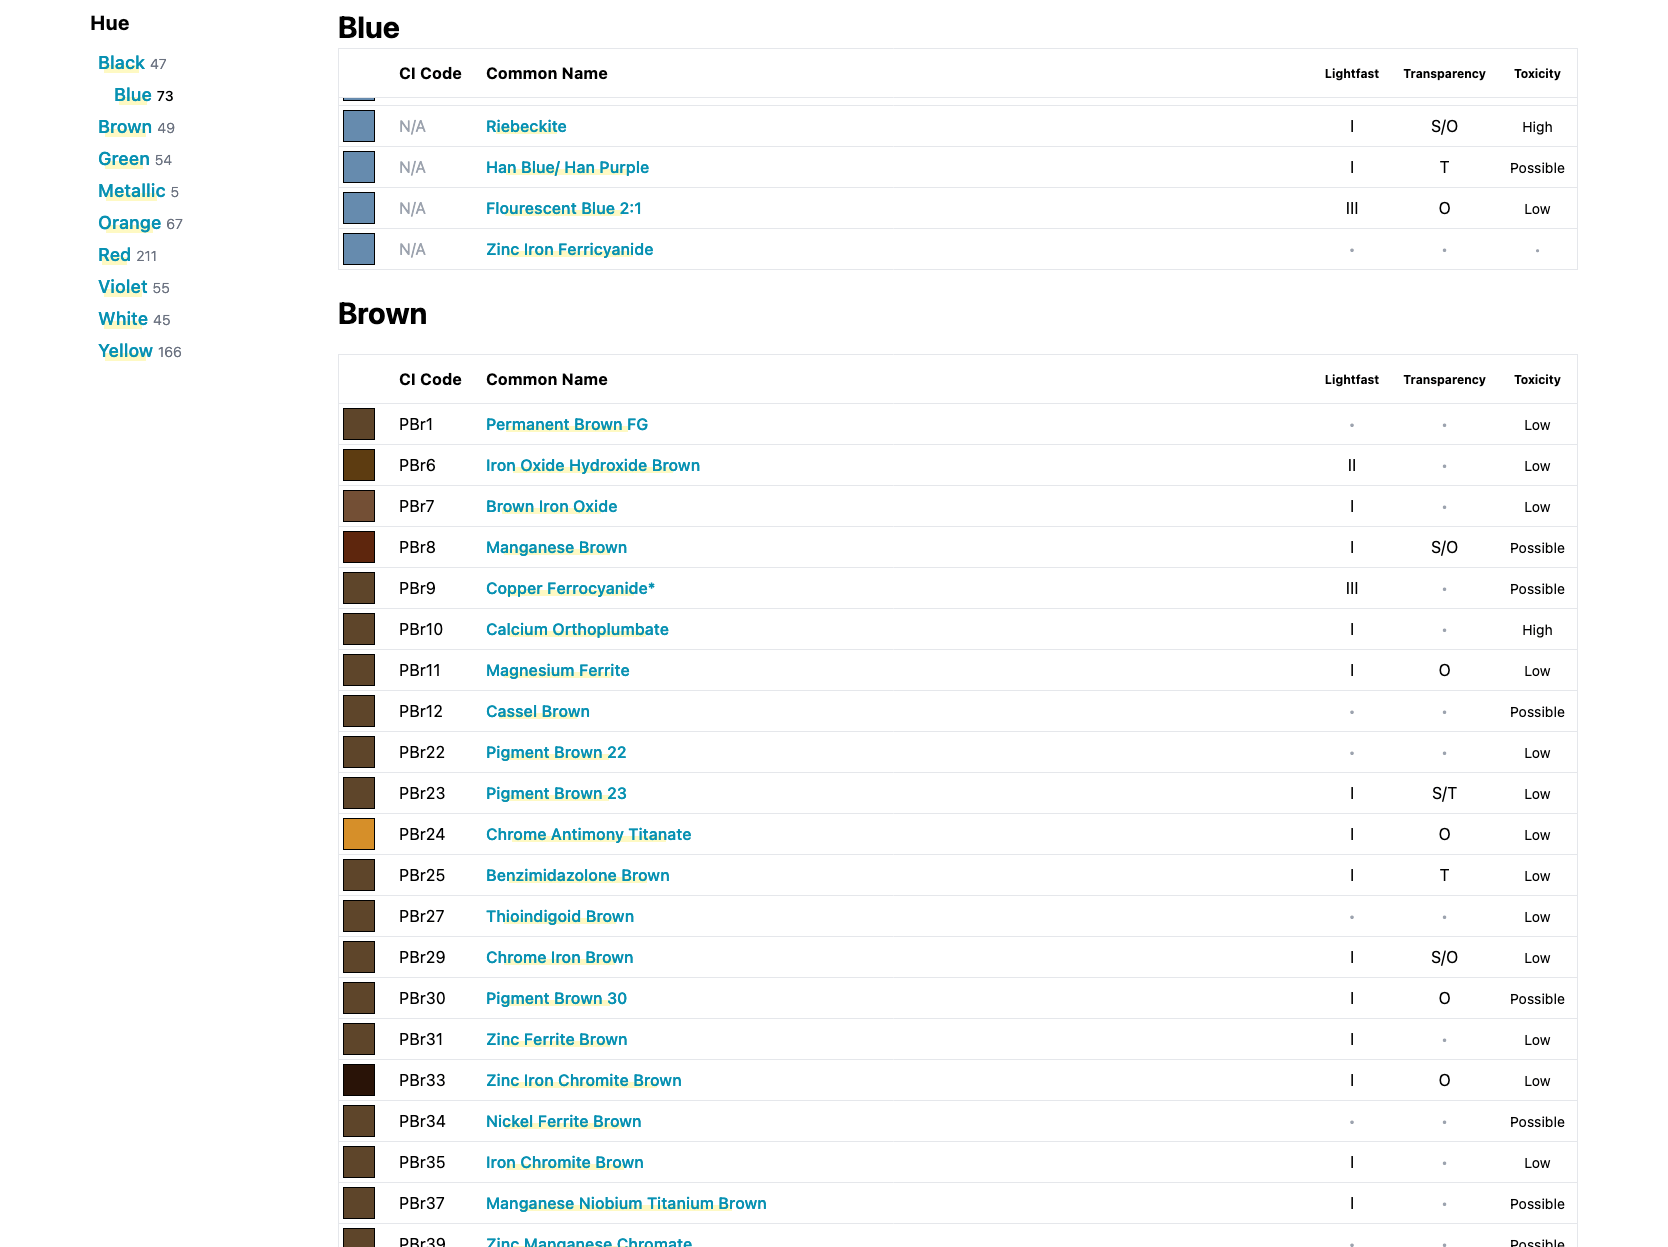 Hue
Black 47
Blue 73
Brown 49
Green 54
Metallic 5
Orange 67
Red 211
Violet 55
White 45
Yellow 166
Blue
CI Code Common Name Lightfast Transparency Toxicity
N/A Riebeckite I S/O High
N/A Han Blue/ Han Purple I T Possible
N/A Flourescent Blue 2:1 III O Low
N/A Zinc Iron Ferricyanide · · ·
Brown
CI Code Common Name Lightfast Transparency Toxicity
PBr1 Permanent Brown FG · · Low
PBr6 Iron Oxide Hydroxide Brown II · Low
PBr7 Brown Iron Oxide I · Low
PBr8 Manganese Brown I S/O Possible
PBr9 Copper Ferrocyanide* III · Possible
PBr10 Calcium Orthoplumbate I · High
PBr11 Magnesium Ferrite I O Low
PBr12 Cassel Brown · · Possible
PBr22 Pigment Brown 22 · · Low
PBr23 Pigment Brown 23 I S/T Low
PBr24 Chrome Antimony Titanate I O Low
PBr25 Benzimidazolone Brown I T Low
PBr27 Thioindigoid Brown · · Low
PBr29 Chrome Iron Brown I S/O Low
PBr30 Pigment Brown 30 I O Possible
PBr31 Zinc Ferrite Brown I · Low
PBr33 Zinc Iron Chromite Brown I O Low
PBr34 Nickel Ferrite Brown · · Possible
PBr35 Iron Chromite Brown I · Low
PBr37 Manganese Niobium Titanium Brown I · Possible
PBr39 Zinc Manganese Chromate · · Possible